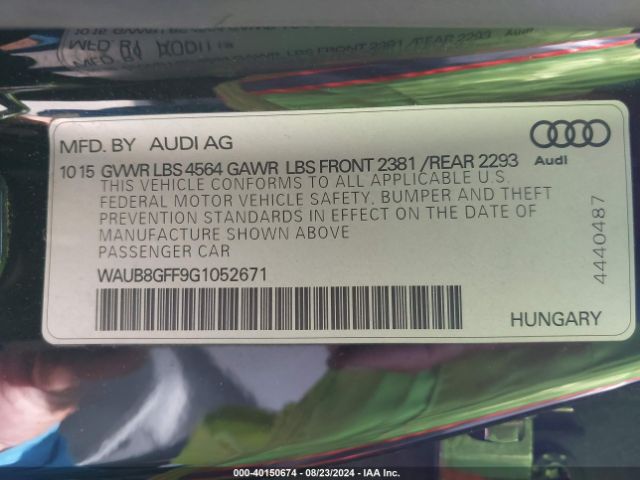 MFD. BY AUDI AG
Audi
10 15 GVWR LBS 4564 GAWR LBS FRONT 2381 /REAR 2293
THIS VEHICLE CONFORMS TO ALL APPLICABLE U.S.
FEDERAL MOTOR VEHICLE SAFETY, BUMPER AND THEFT
PREVENTION STANDARDS IN EFFECT ON THE DATE OF
MANUFACTURE SHOWN ABOVE
PASSENGER CAR
WAUB8GFF9G1052671
HUNGARY
4440487
000-40150674 - 08/23/2024 - IAA Inc.